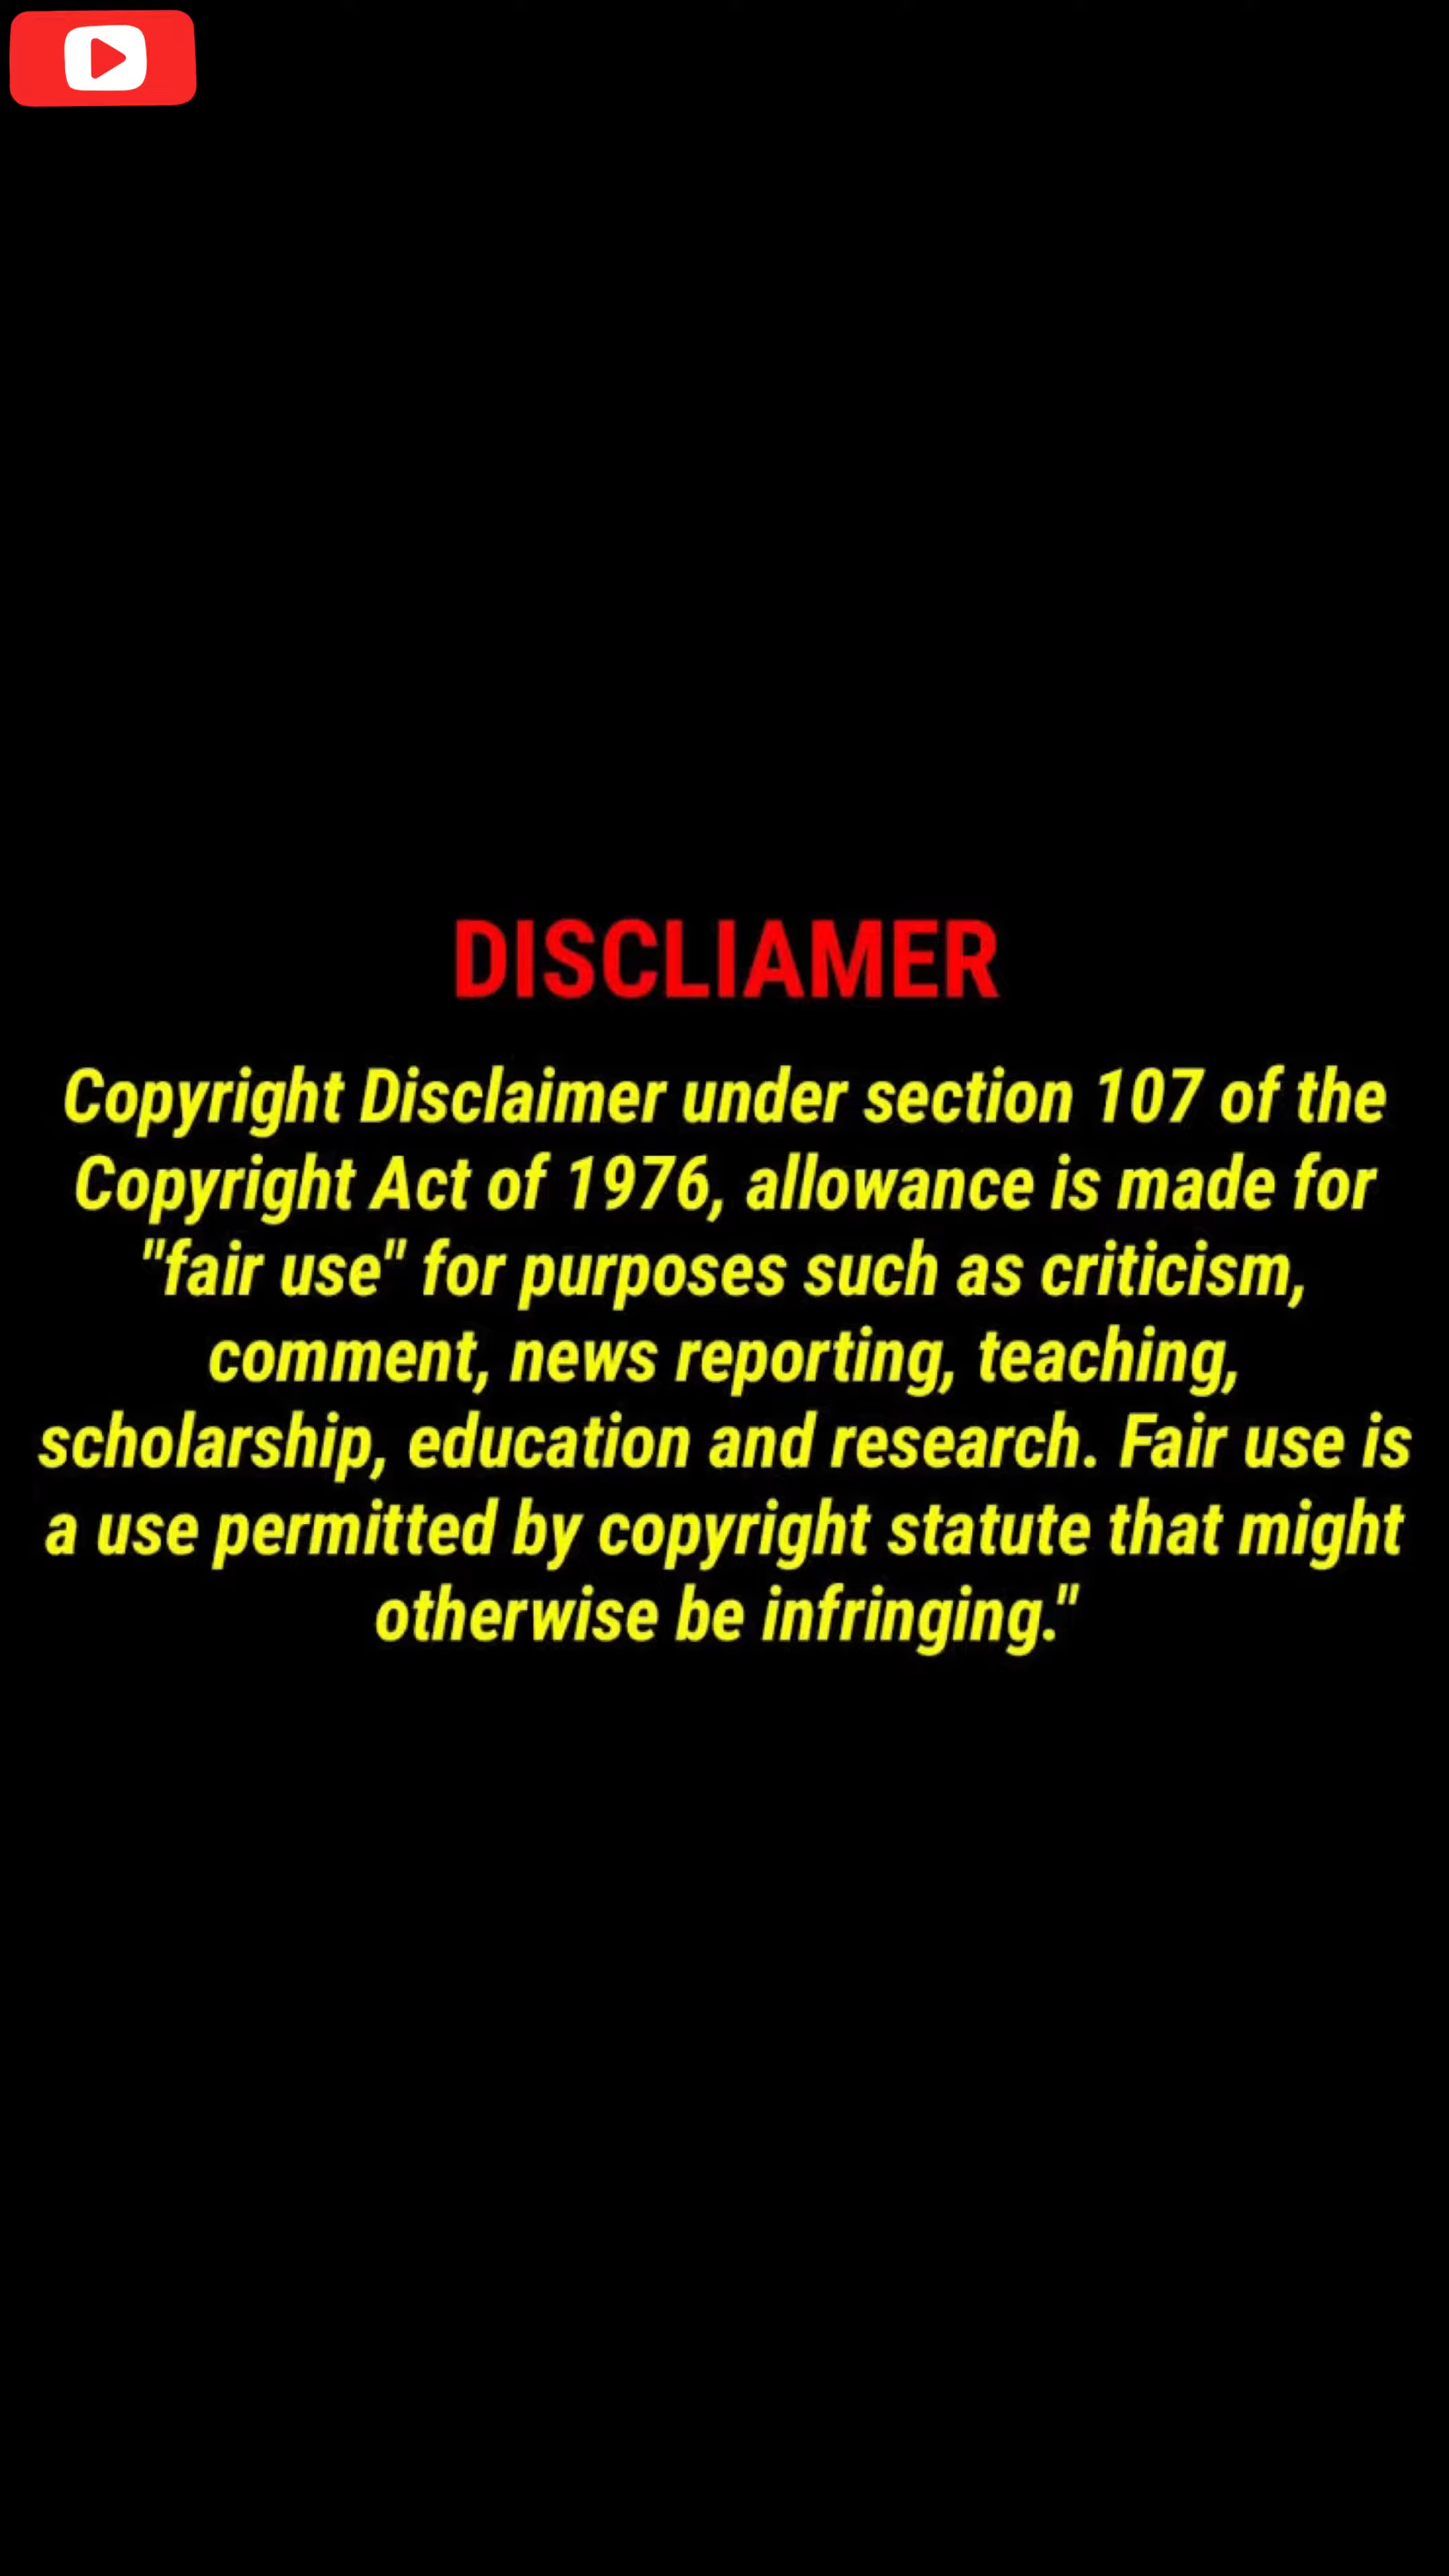 DISCLIAMER
Copyright Disclaimer under section 107 of the
Copyright Act of 1976, allowance is made for
"fair use" for purposes such as criticism,
comment, news reporting, teaching,
scholarship, education and research. Fair use is
a use permitted by copyright statute that might
otherwise be infringing."